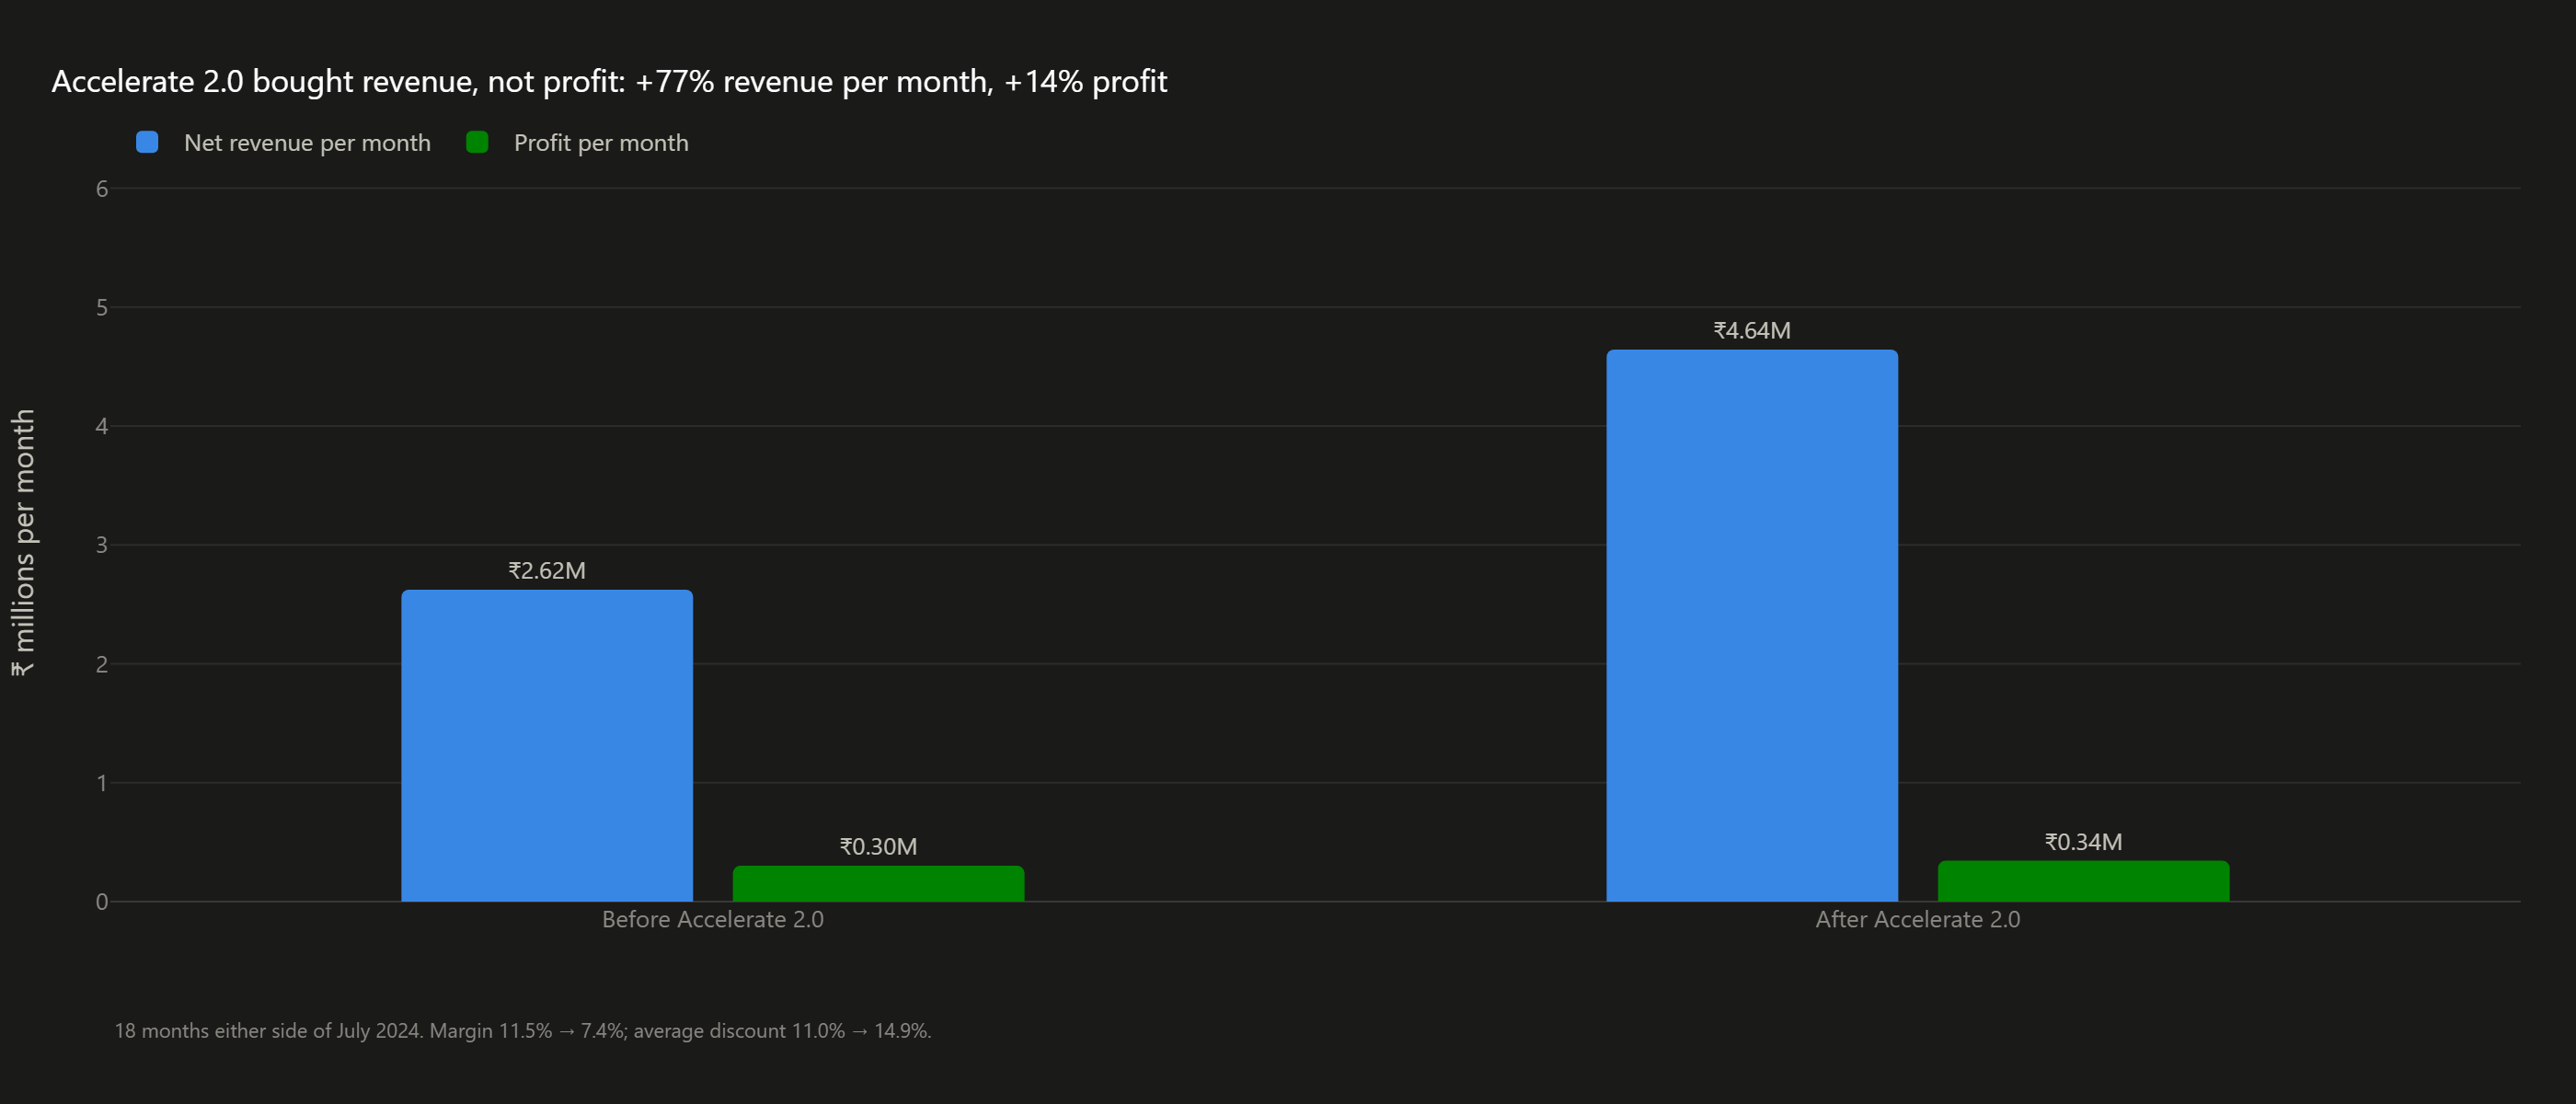 Accelerate 2.0 bought revenue, not profit: +77% revenue per month, +14% profit
Net revenue per month
Profit per month
₹ millions per month
6
5
4
3
2
1
0
₹2.62M
₹0.30M
₹4.64M
₹0.34M
Before Accelerate 2.0
After Accelerate 2.0
18 months either side of July 2024. Margin 11.5% → 7.4%; average discount 11.0% → 14.9%.